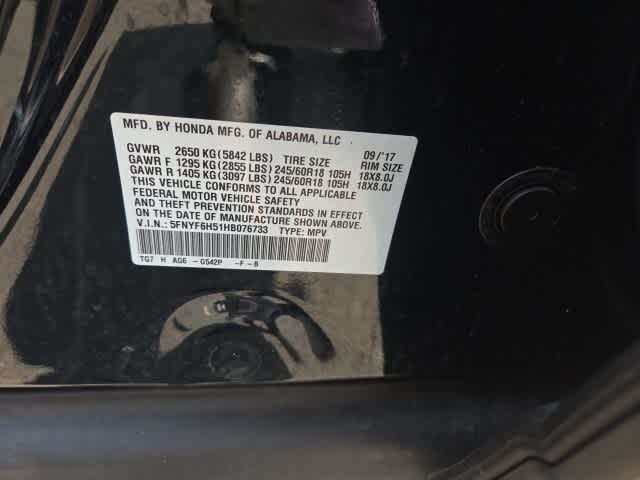 MFD. BY HONDA MFG. OF ALABAMA, LLC
09/'17
GVWR 2650 KG (5842 LBS) TIRE SIZE RIM SIZE
GAWR F 1295 KG (2855 LBS) 245/60R18 105H 18X8.0J
GAWR R 1405 KG (3097 LBS) 245/60R18 105H 18X8.0J
THIS VEHICLE CONFORMS TO ALL APPLICABLE
FEDERAL MOTOR VEHICLE SAFETY
AND THEFT PREVENTION STANDARDS IN EFFECT
ON THE DATE OF MANUFACTURE SHOWN ABOVE.
V.I.N.: 5FNYF6H51HB076733 TYPE: MPV
TG7 H AG6 - G542P -F-B